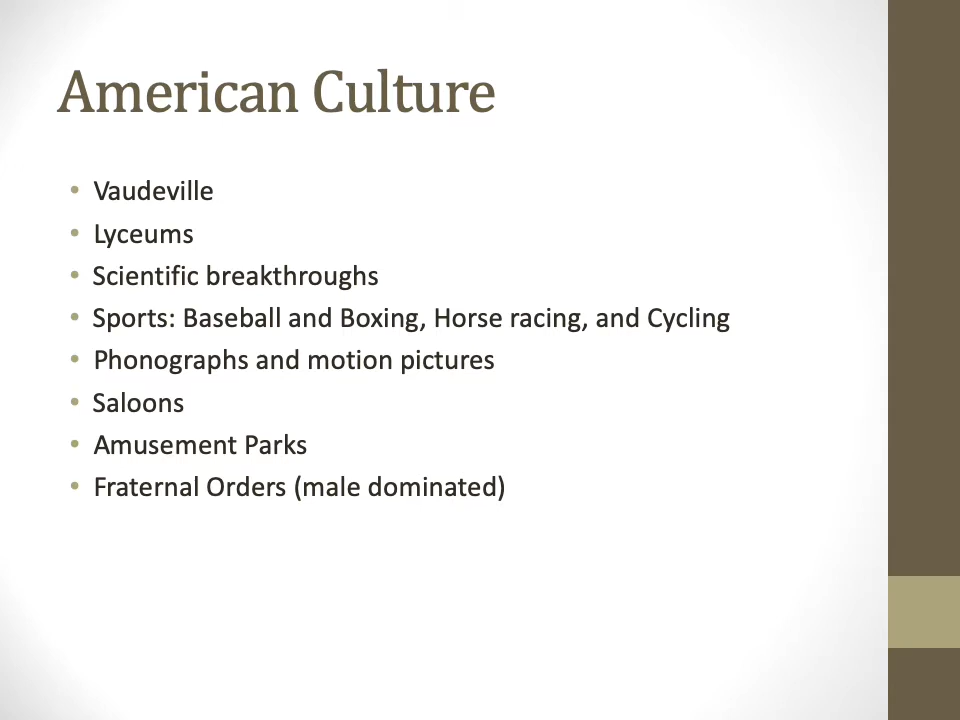 American Culture
• Vaudeville
• Lyceums
• Scientific breakthroughs
• Sports: Baseball and Boxing, Horse racing, and Cycling
• Phonographs and motion pictures
• Saloons
• Amusement Parks
• Fraternal Orders (male dominated)